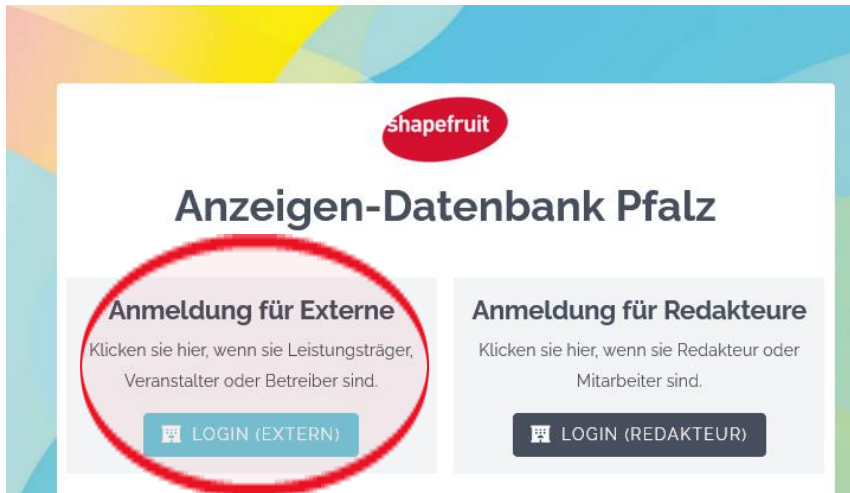 shapefruit
Anzeigen-Datenbank Pfalz
Anmeldung für Externe
Klicken sie hier, wenn sie Leistungsträger,
Veranstalter oder Betreiber sind.
LOGIN (EXTERN)
Anmeldung für Redakteure
Klicken sie hier, wenn sie Redakteur oder
Mitarbeiter sind.
LOGIN (REDAKTEUR)